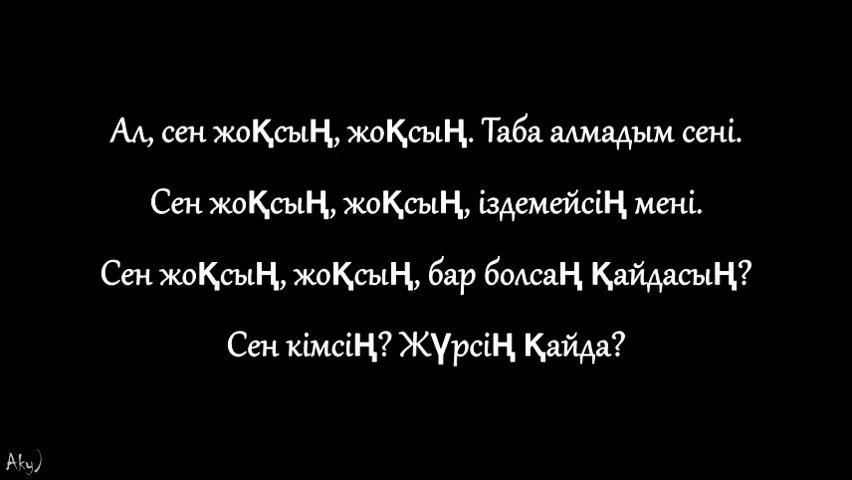 Ал, сен жоқсың, жоқсың. Таба алмадым сені.
Сен жоқсың, жоқсың, іздемейсің мені.
Сен жоқсың, жоқсың, бар болсаң қайдасың?
Сен кімсің? Жүрсің қайда?
Aky)